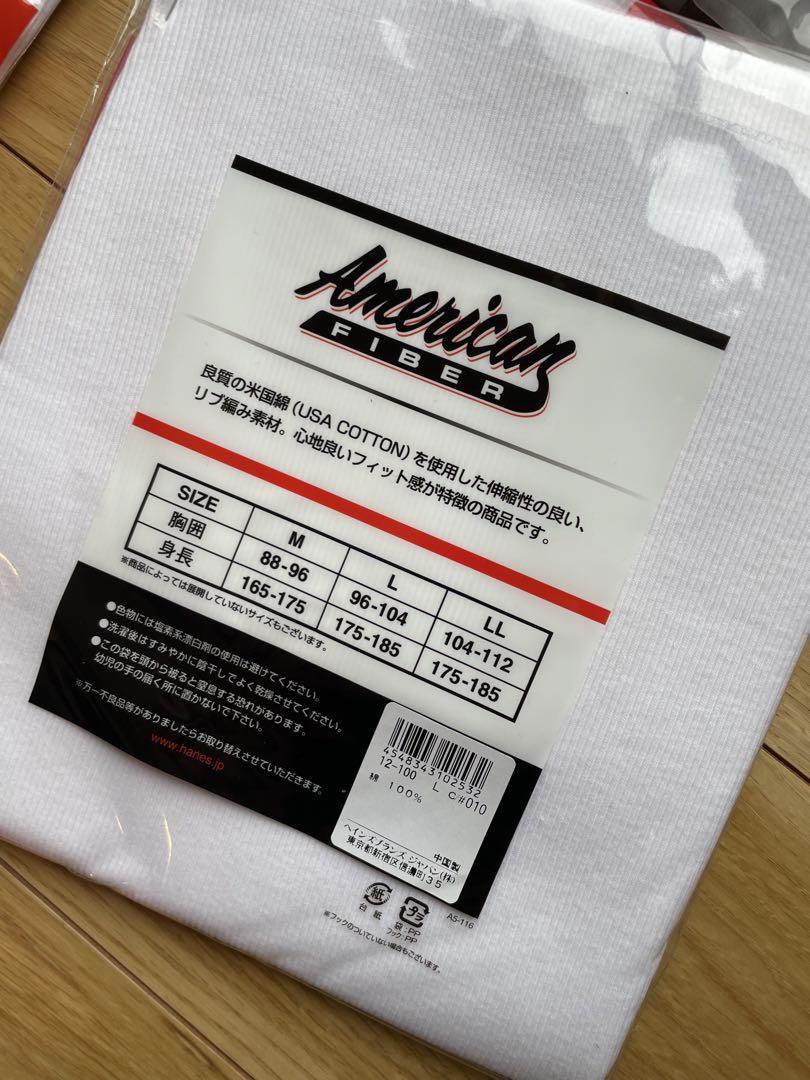 American
FIBER
良質の米国綿(USA COTTON)を使用した伸縮性の良い、
リブ編み素材。心地良いフィット感が特徴の商品です。
SIZE M L LL
胸囲 88-96 96-104 104-112
身長 165-175 175-185 175-185
※商品によっては展開していないサイズもございます。
●色物には塩素系漂白剤の使用は避けてください。
●洗濯後はすみやかに陰干しでよく乾燥させてください。
●この袋を頭から被ると窒息する恐れがあります。
幼児の手の届く所に置かないで下さい。
※万一不良品等がありましたらお取り替えさせていただきます。
www.hanes.jp
4548343102532
12-100 L C#010
綿 100%
中国製
ヘインズブランズ ジャパン(株)
東京都新宿区信濃町35
紙 プラ
台紙 袋:PP
フック:PP
A5-116
※フックのついていない場合もございます。